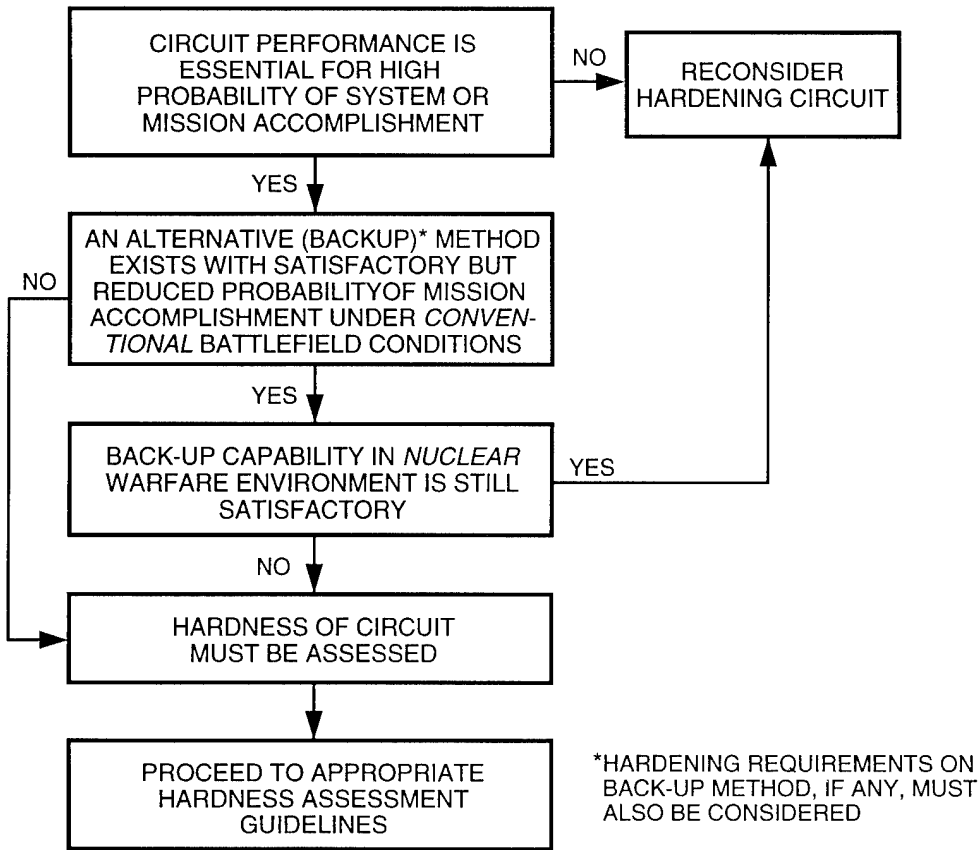 CIRCUIT PERFORMANCE IS
ESSENTIAL FOR HIGH
PROBABILITY OF SYSTEM OR
MISSION ACCOMPLISHMENT
NO
RECONSIDER
HARDENING CIRCUIT
YES
AN ALTERNATIVE (BACKUP)* METHOD
EXISTS WITH SATISFACTORY BUT
REDUCED PROBABILITYOF MISSION
ACCOMPLISHMENT UNDER CONVEN-
TIONAL BATTLEFIELD CONDITIONS
NO
YES
BACK-UP CAPABILITY IN NUCLEAR
WARFARE ENVIRONMENT IS STILL
SATISFACTORY
YES
NO
HARDNESS OF CIRCUIT
MUST BE ASSESSED
PROCEED TO APPROPRIATE
HARDNESS ASSESSMENT
GUIDELINES
*HARDENING REQUIREMENTS ON
BACK-UP METHOD, IF ANY, MUST
ALSO BE CONSIDERED